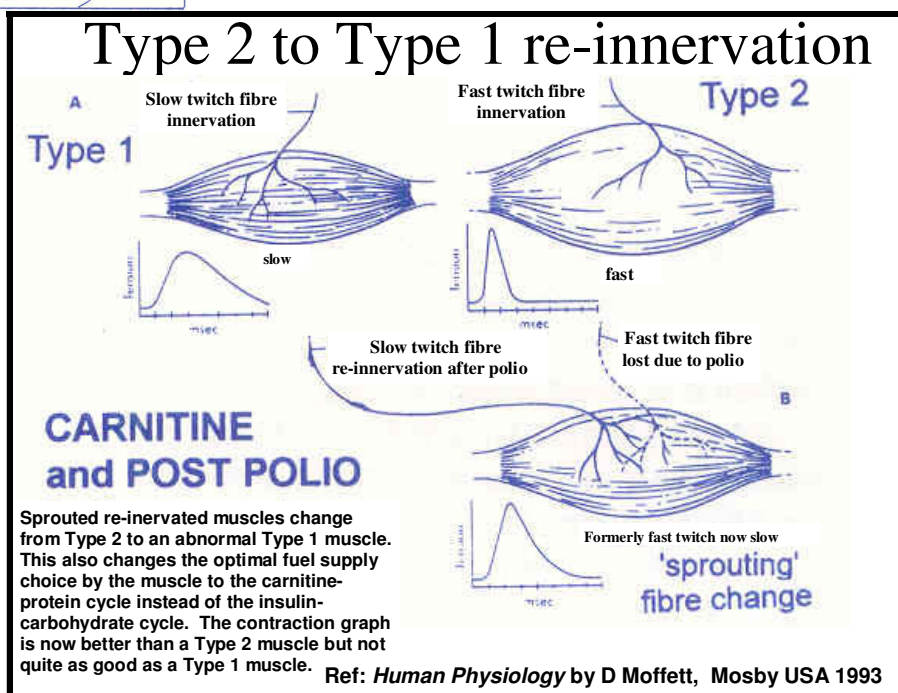 Type 2 to Type 1 re-innervation
A
Type 1
Slow twitch fibre
innervation
slow
Tension
msec
Fast twitch fibre
innervation
Type 2
fast
msec
Slow twitch fibre
re-innervation after polio
Fast twitch fibre
lost due to polio
B
Formerly fast twitch now slow
'sprouting'
fibre change
msec
CARNITINE
and POST POLIO
Sprouted re-inervated muscles change
from Type 2 to an abnormal Type 1 muscle.
This also changes the optimal fuel supply
choice by the muscle to the carnitine-
protein cycle instead of the insulin-
carbohydrate cycle.  The contraction graph
is now better than a Type 2 muscle but not
quite as good as a Type 1 muscle.
Ref: Human Physiology by D Moffett,  Mosby USA 1993